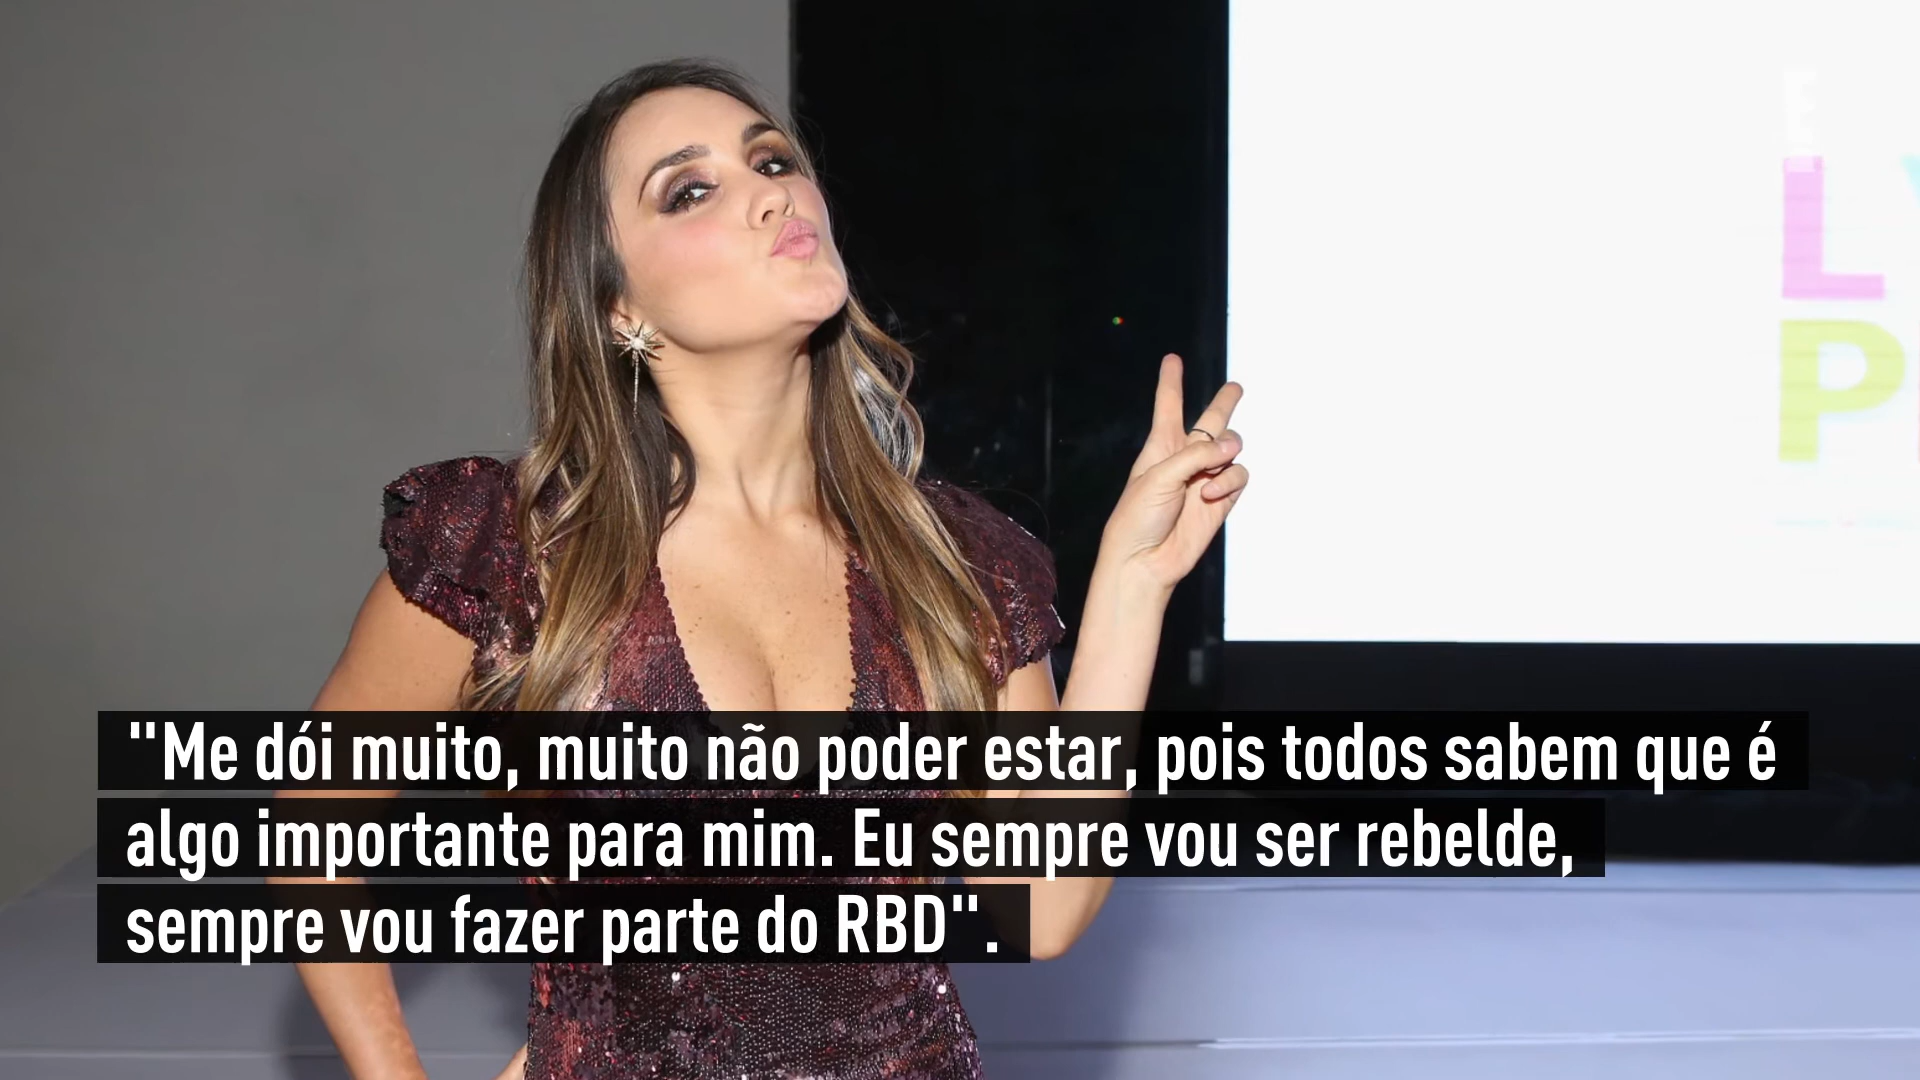 E
L
P
"Me dói muito, muito não poder estar, pois todos sabem que é
algo importante para mim. Eu sempre vou ser rebelde,
sempre vou fazer parte do RBD".